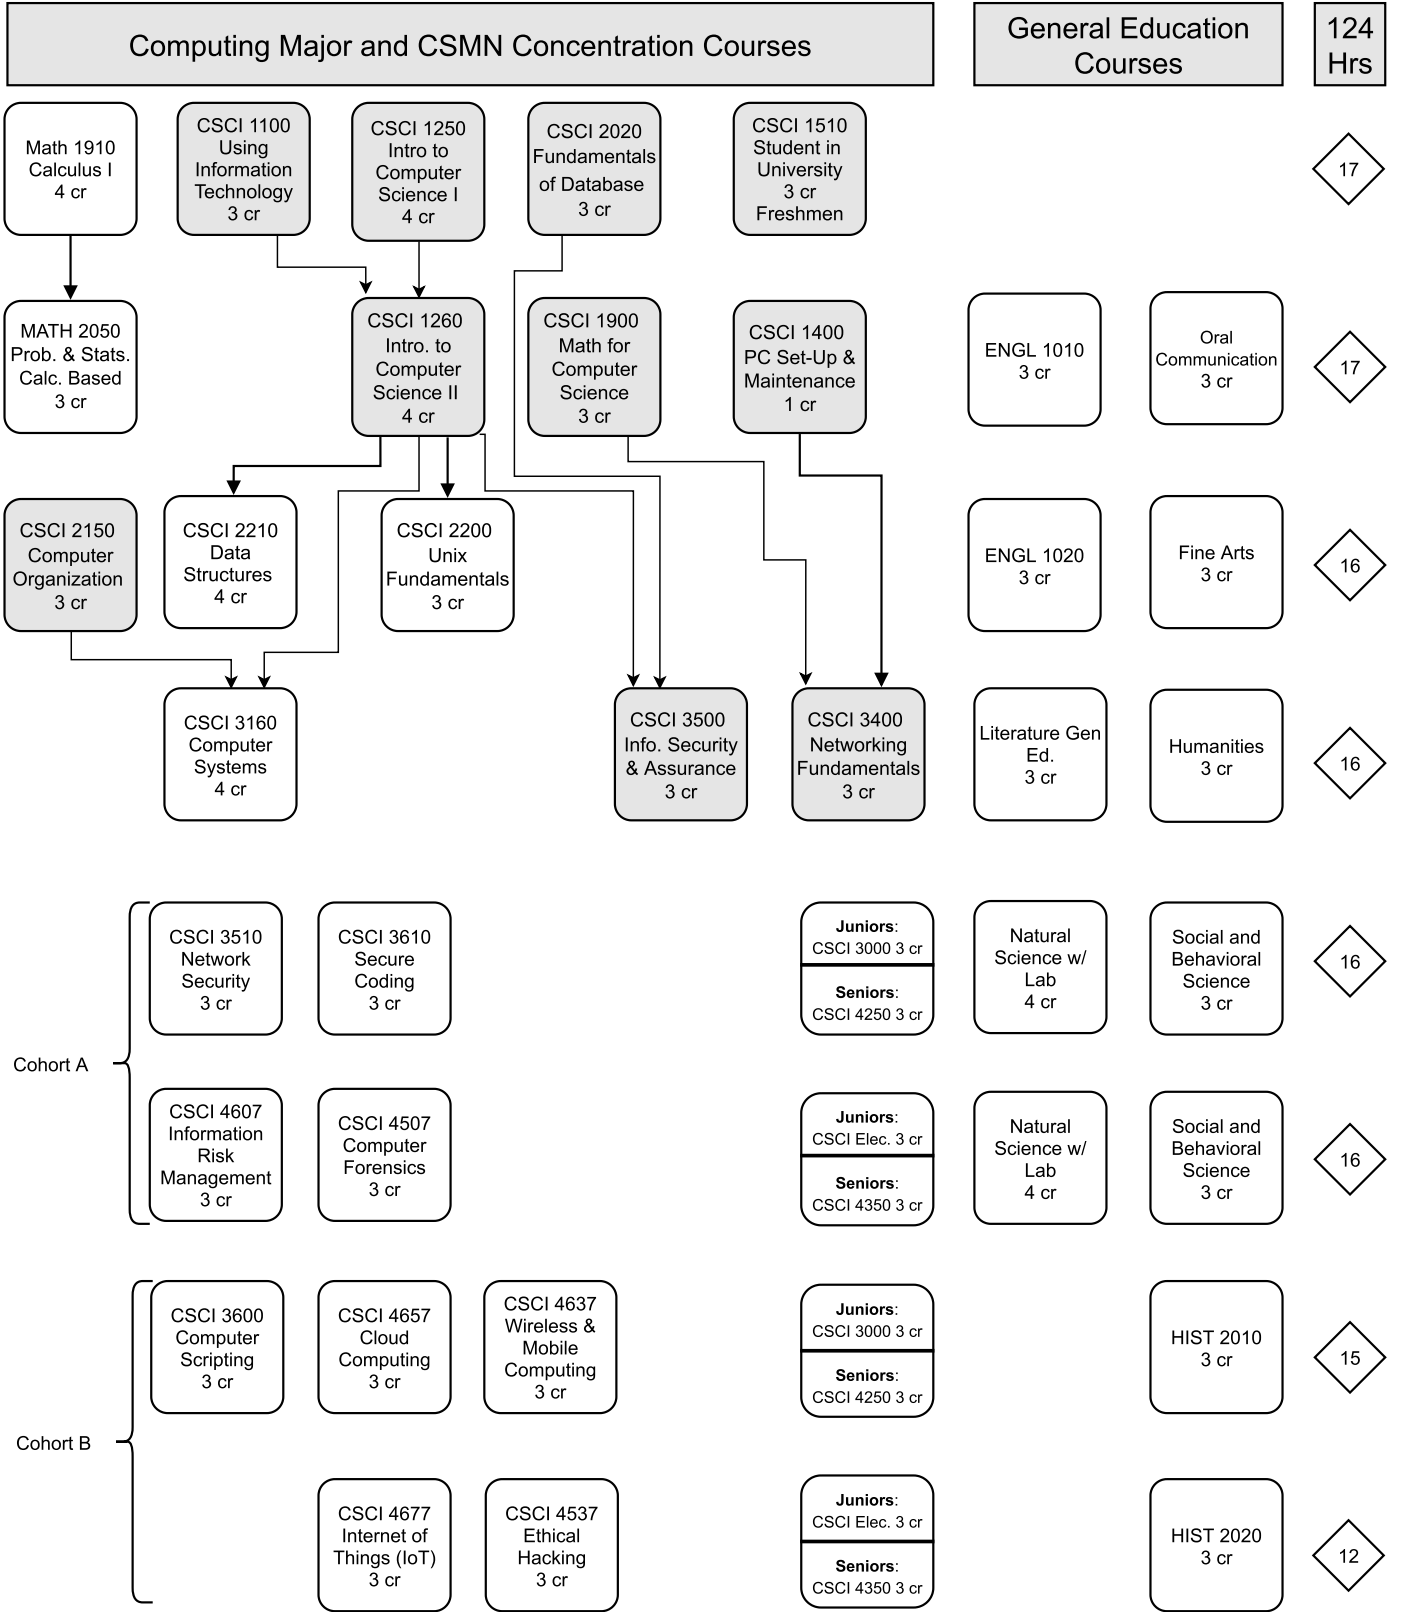 Computing Major and CSMN Concentration Courses
General Education
Courses
124
Hrs
Math 1910
Calculus I
4 cr
CSCI 1100
Using
Information
Technology
3 cr
CSCI 1250
Intro to
Computer
Science I
4 cr
CSCI 2020
Fundamentals
of Database
3 cr
CSCI 1510
Student in
University
3 cr
Freshmen
17
MATH 2050
Prob. & Stats.
Calc. Based
3 cr
CSCI 1260
Intro. to
Computer
Science II
4 cr
CSCI 1900
Math for
Computer
Science
3 cr
CSCI 1400
PC Set-Up &
Maintenance
1 cr
ENGL 1010
3 cr
Oral
Communication
3 cr
17
CSCI 2150
Computer
Organization
3 cr
CSCI 2210
Data
Structures
4 cr
CSCI 2200
Unix
Fundamentals
3 cr
ENGL 1020
3 cr
Fine Arts
3 cr
16
CSCI 3160
Computer
Systems
4 cr
CSCI 3500
Info. Security
& Assurance
3 cr
CSCI 3400
Networking
Fundamentals
3 cr
Literature Gen
Ed.
3 cr
Humanities
3 cr
16
Cohort A
CSCI 3510
Network
Security
3 cr
CSCI 3610
Secure
Coding
3 cr
Juniors:
CSCI 3000 3 cr
Seniors:
CSCI 4250 3 cr
Natural
Science w/
Lab
4 cr
Social and
Behavioral
Science
3 cr
16
CSCI 4607
Information
Risk
Management
3 cr
CSCI 4507
Computer
Forensics
3 cr
Juniors:
CSCI Elec. 3 cr
Seniors:
CSCI 4350 3 cr
Natural
Science w/
Lab
4 cr
Social and
Behavioral
Science
3 cr
16
Cohort B
CSCI 3600
Computer
Scripting
3 cr
CSCI 4657
Cloud
Computing
3 cr
CSCI 4637
Wireless &
Mobile
Computing
3 cr
Juniors:
CSCI 3000 3 cr
Seniors:
CSCI 4250 3 cr
HIST 2010
3 cr
15
CSCI 4677
Internet of
Things (IoT)
3 cr
CSCI 4537
Ethical
Hacking
3 cr
Juniors:
CSCI Elec. 3 cr
Seniors:
CSCI 4350 3 cr
HIST 2020
3 cr
12